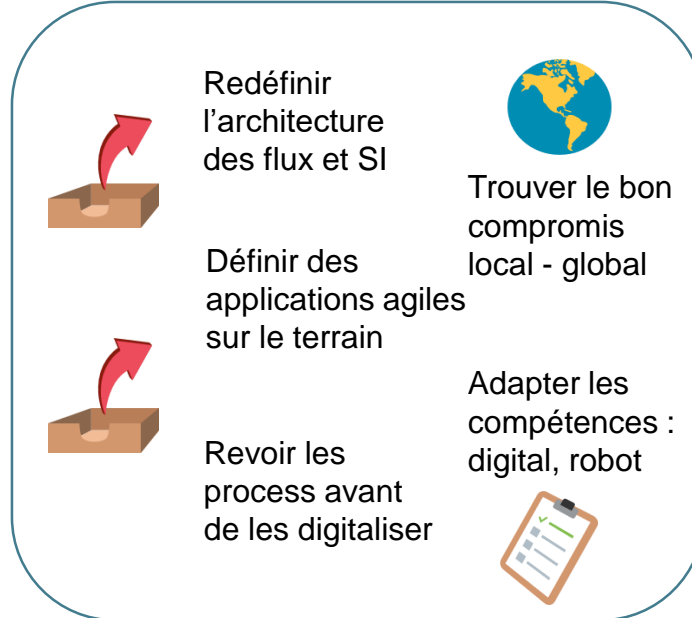 Redéfinir
l’architecture
des flux et SI
Définir des
applications agiles
sur le terrain
Revoir les
process avant
de les digitaliser
Trouver le bon
compromis
local - global
Adapter les
compétences :
digital, robot